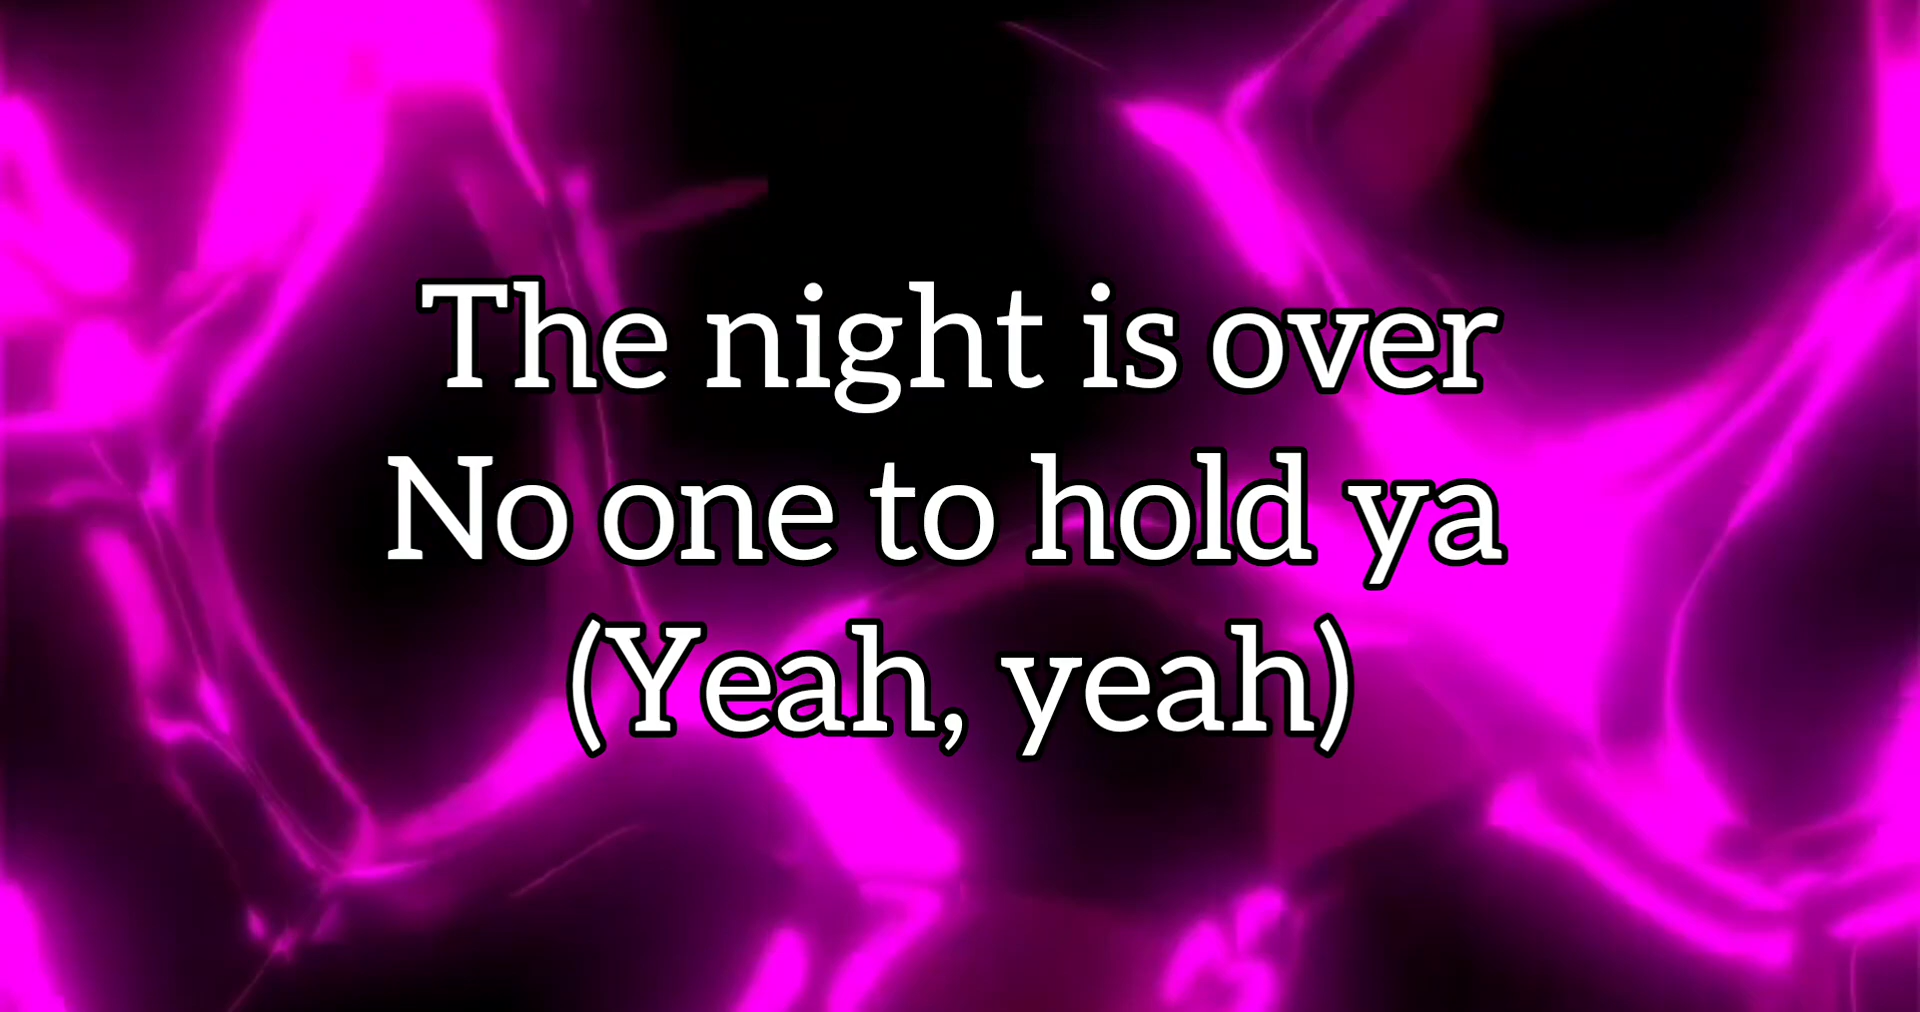 The night is over
No one to hold ya
(Yeah, yeah)